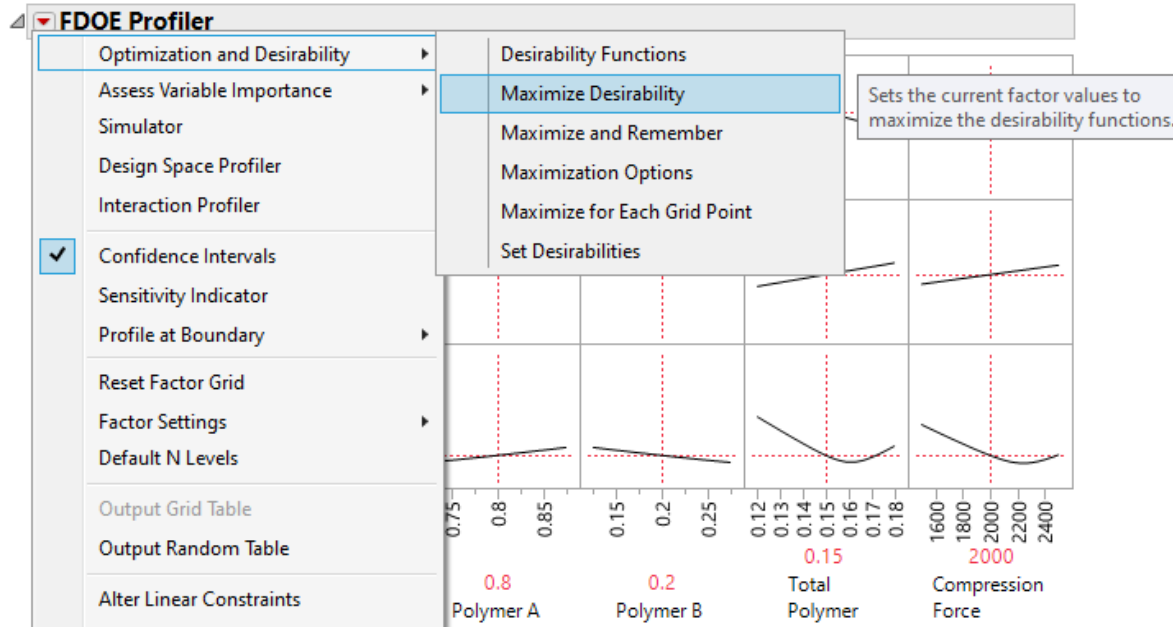 FDOE Profiler
Optimization and Desirability
Assess Variable Importance
Simulator
Design Space Profiler
Interaction Profiler
Confidence Intervals
Sensitivity Indicator
Profile at Boundary
Reset Factor Grid
Factor Settings
Default N Levels
Output Grid Table
Output Random Table
Alter Linear Constraints
Desirability Functions
Maximize Desirability
Maximize and Remember
Maximization Options
Maximize for Each Grid Point
Set Desirabilities
Sets the current factor values to
maximize the desirability functions.
0.75 0.8 0.85
0.8
Polymer A
0.15 0.2 0.25
0.2
Polymer B
0.12 0.13 0.14 0.15 0.16 0.17 0.18
0.15
Total
Polymer
1600 1800 2000 2200 2400
2000
Compression
Force